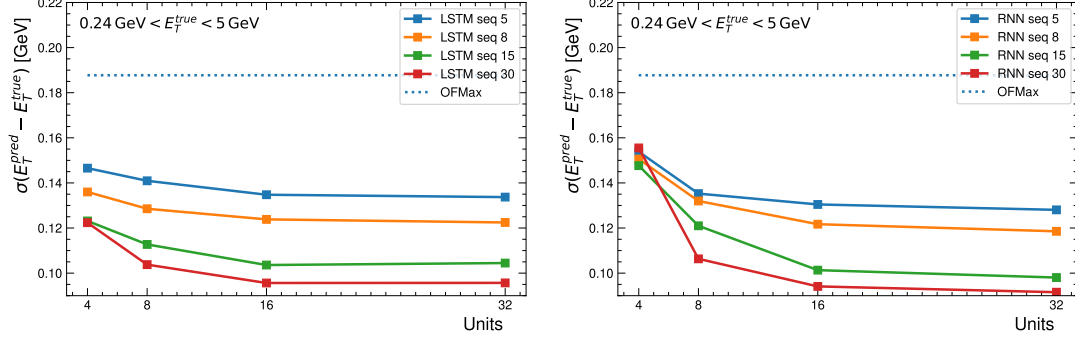 0.22
0.24 GeV < E_T^true < 5 GeV
LSTM seq 5
LSTM seq 8
LSTM seq 15
LSTM seq 30
OFMax
σ(E_T^pred − E_T^true) [GeV]
0.20
0.18
0.16
0.14
0.12
0.10
4
8
16
32
Units
0.22
0.24 GeV < E_T^true < 5 GeV
RNN seq 5
RNN seq 8
RNN seq 15
RNN seq 30
OFMax
σ(E_T^pred − E_T^true) [GeV]
0.20
0.18
0.16
0.14
0.12
0.10
4
8
16
32
Units